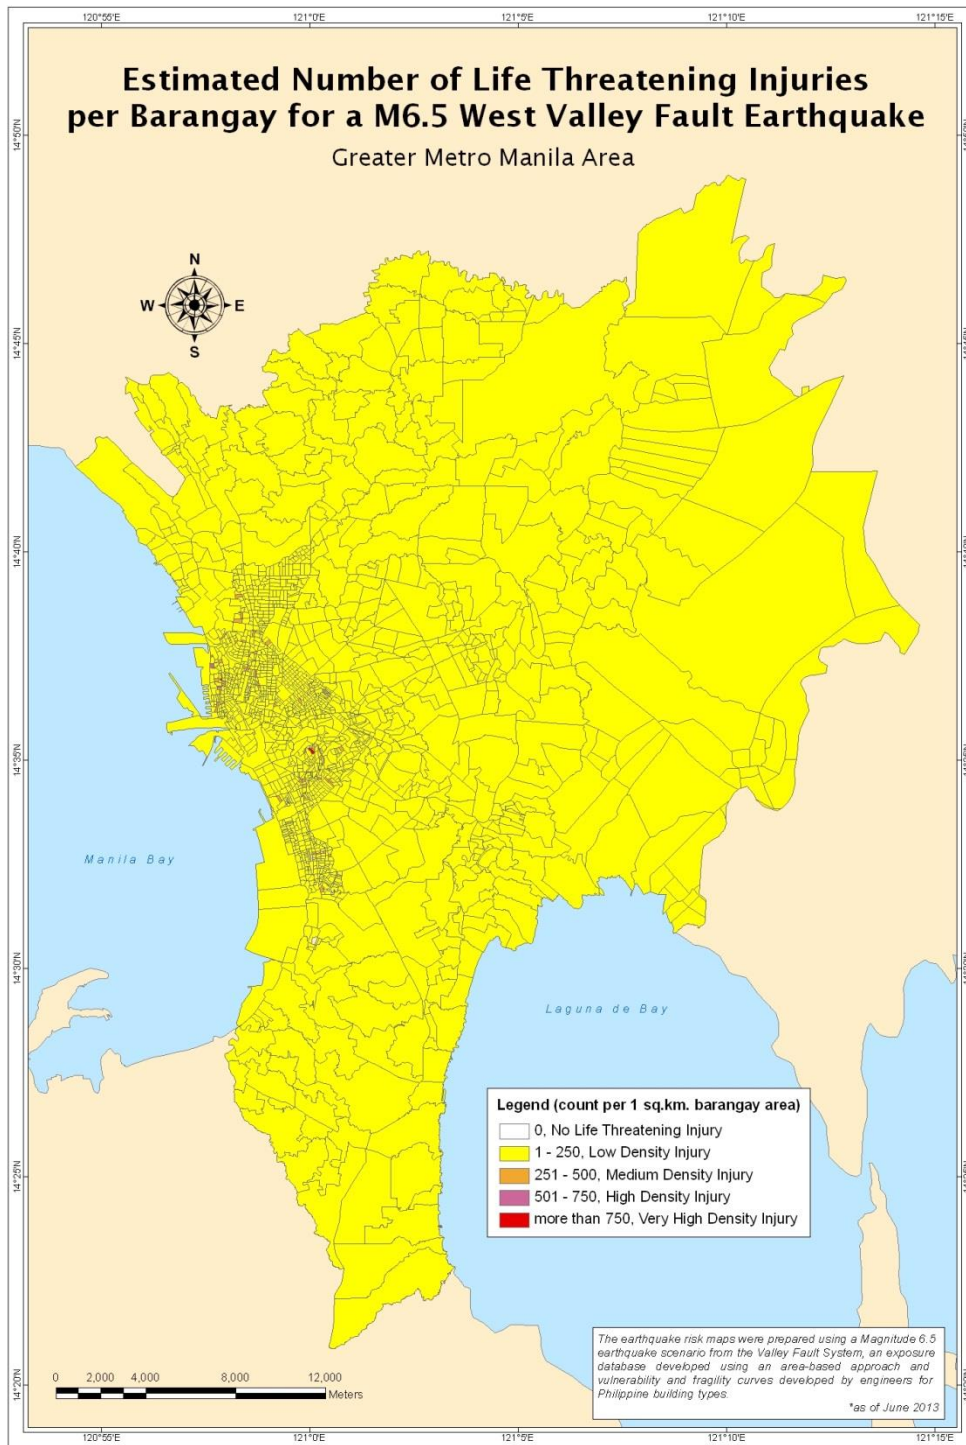 120°55'E
121°0'E
121°5'E
121°10'E
121°15'E
Estimated Number of Life Threatening Injuries
per Barangay for a M6.5 West Valley Fault Earthquake
Greater Metro Manila Area
14°50'N
N
W
E
S
14°45'N
14°40'N
14°35'N
Manila Bay
14°30'N
Laguna de Bay
Legend (count per 1 sq.km. barangay area)
0, No Life Threatening Injury
1 - 250, Low Density Injury
251 - 500, Medium Density Injury
501 - 750, High Density Injury
more than 750, Very High Density Injury
14°25'N
The earthquake risk maps were prepared using a Magnitude 6.5
earthquake scenario from the Valley Fault System, an exposure
database developed using an area-based approach and
vulnerability and fragility curves developed by engineers for
Philippine building types.
*as of June 2013
0 2,000 4,000 8,000 12,000
Meters
14°20'N
120°55'E
121°0'E
121°5'E
121°10'E
121°15'E